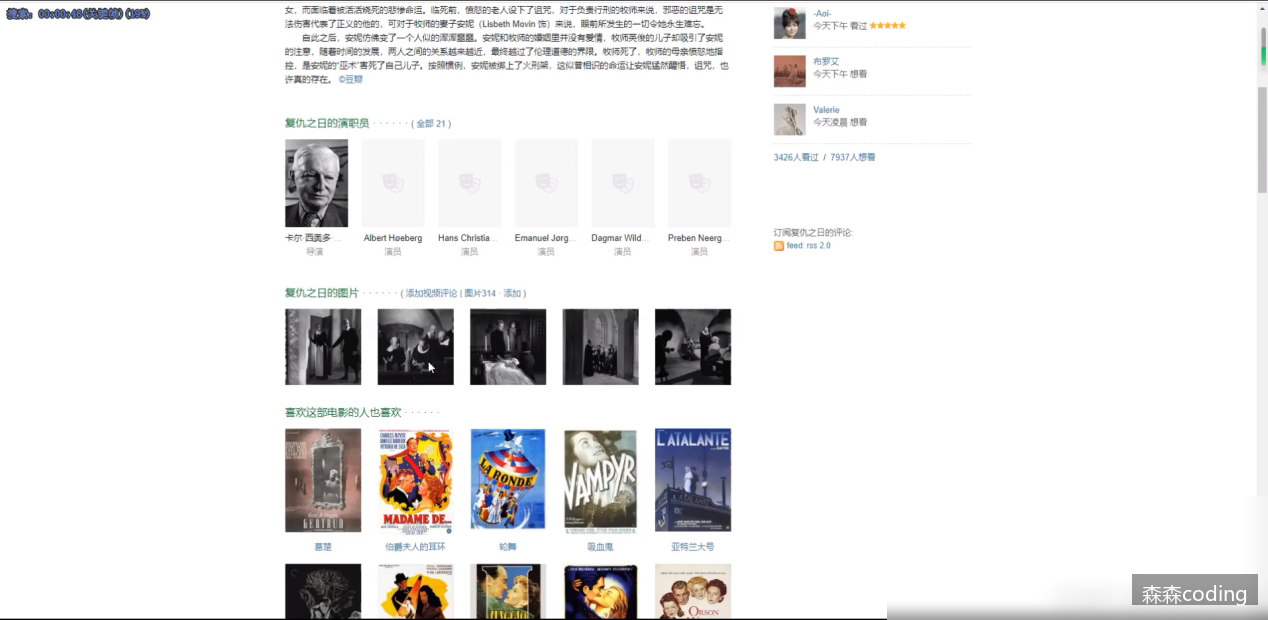 搜索: 00:00:46 (关键帧) (19%)
女，而面临着被活活烧死的悲惨命运。临死前，愤怒的老人设下了诅咒，对于负责行刑的牧师来说，邪恶的诅咒是无
法伤害代表了正义的他的，可对于牧师的妻子安妮（Lisbeth Movin 饰）来说，眼前所发生的一切令她永生难忘。
自此之后，安妮仿佛变了一个人似的浑浑噩噩。安妮和牧师的婚姻里并没有爱情，牧师英俊的儿子却吸引了安妮
的注意，随着时间的发展，两人之间的关系越来越近，最终越过了伦理道德的界限。牧师死了，牧师的母亲愤怒地指
控，是安妮的“巫术”害死了自己儿子。按照惯例，安妮被绑上了火刑架，这似曾相识的命运让安妮猛然醒悟，诅咒，也
许真的存在。 ©豆瓣
复仇之日的演职员 · · · · · · ( 全部 21 )
卡尔·西奥多·...
导演
Albert Høeberg
演员
Hans Christia...
演员
Emanuel Jørg...
演员
Dagmar Wild...
演员
Preben Neerg...
演员
复仇之日的图片 · · · · · · ( 添加视频评论 | 图片314 · 添加 )
喜欢这部电影的人也喜欢 · · · · · ·
GERTRUD
MADAME DE...
LA RONDE
VAMPYR
L'ATALANTE
葛楚
伯爵夫人的耳环
轮舞
吸血鬼
亚特兰大号
ORSON
-Aoi-
今天下午 看过 ★★★★★
布罗艾
今天下午 想看
Valerie
今天凌晨 想看
3426人看过 / 7937人想看
订阅复仇之日的评论:
feed: rss 2.0
森森coding